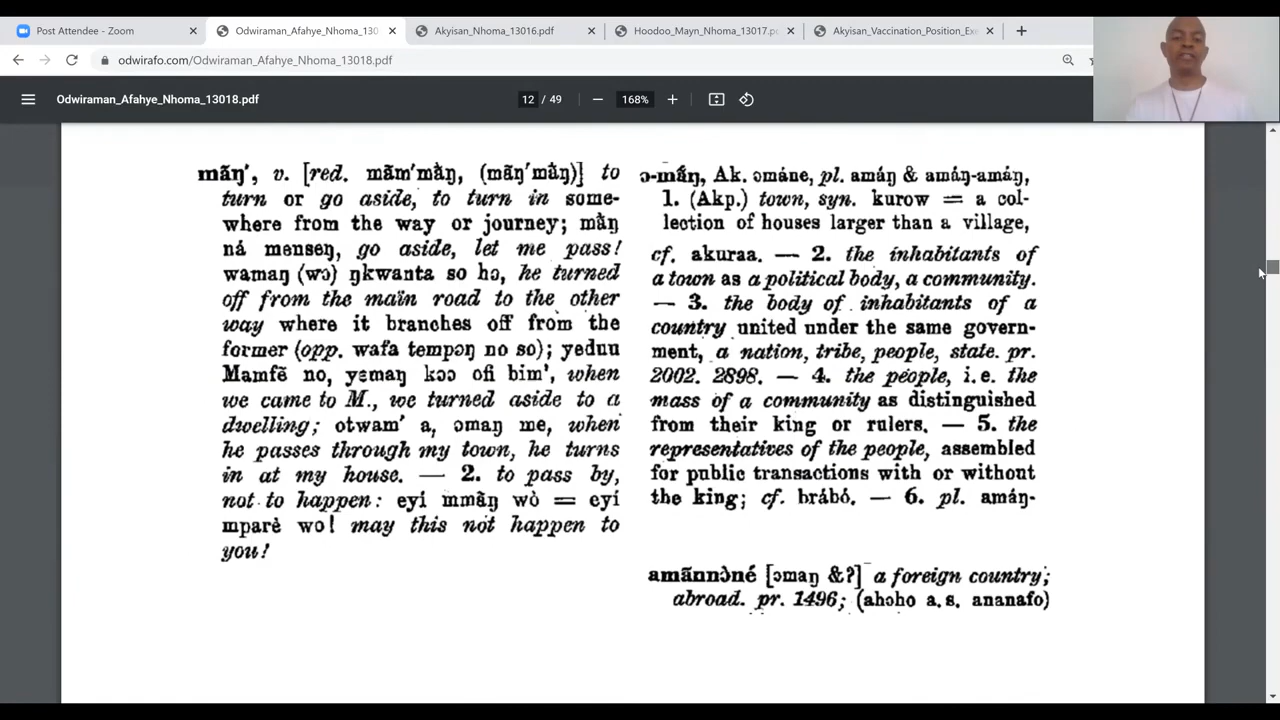 Post Attendee - Zoom
Odwiraman_Afahye_Nhoma_130
Akyisan_Nhoma_13016.pdf
Hoodoo_Mayn_Nhoma_13017.p
Akyisan_Vaccination_Position_Exe
odwirafo.com/Odwiraman_Afahye_Nhoma_13018.pdf
Odwiraman_Afahye_Nhoma_13018.pdf
12 / 49
168%
mãŋ', v. [red. mãm'màŋ, (mãŋ'màŋ)] to
turn or go aside, to turn in some-
where from the way or journey; màŋ
ná menseŋ, go aside, let me pass!
wamaŋ (wɔ) ŋkwanta so hɔ, he turned
off from the main road to the other
way where it branches off from the
former (opp. wafa tempɔŋ no so); yeduu
Mamfẽ no, yɛmaŋ kɔɔ ofi bim', when
we came to M., we turned aside to a
dwelling; otwam' a, ɔmaŋ me, when
he passes through my town, he turns
in at my house. — 2. to pass by,
not to happen: eyi mmãŋ wò = eyí
mparè wo! may this not happen to
you!
ɔ-mãń, Ak. ɔmáne, pl. amáŋ & amáŋ-amáŋ,
1. (Akp.) town, syn. kurow = a col-
lection of houses larger than a village,
cf. akuraa. — 2. the inhabitants of
a town as a political body, a community.
— 3. the body of inhabitants of a
country united under the same govern-
ment, a nation, tribe, people, state. pr.
2002. 2898. — 4. the people, i.e. the
mass of a community as distinguished
from their king or rulers. — 5. the
representatives of the people, assembled
for public transactions with or without
the king; cf. brábó. — 6. pl. amáŋ-
amãnnɔ̀né [ɔmaŋ &?] a foreign country;
abroad. pr. 1496; (ahɔho a. s. ananafo)